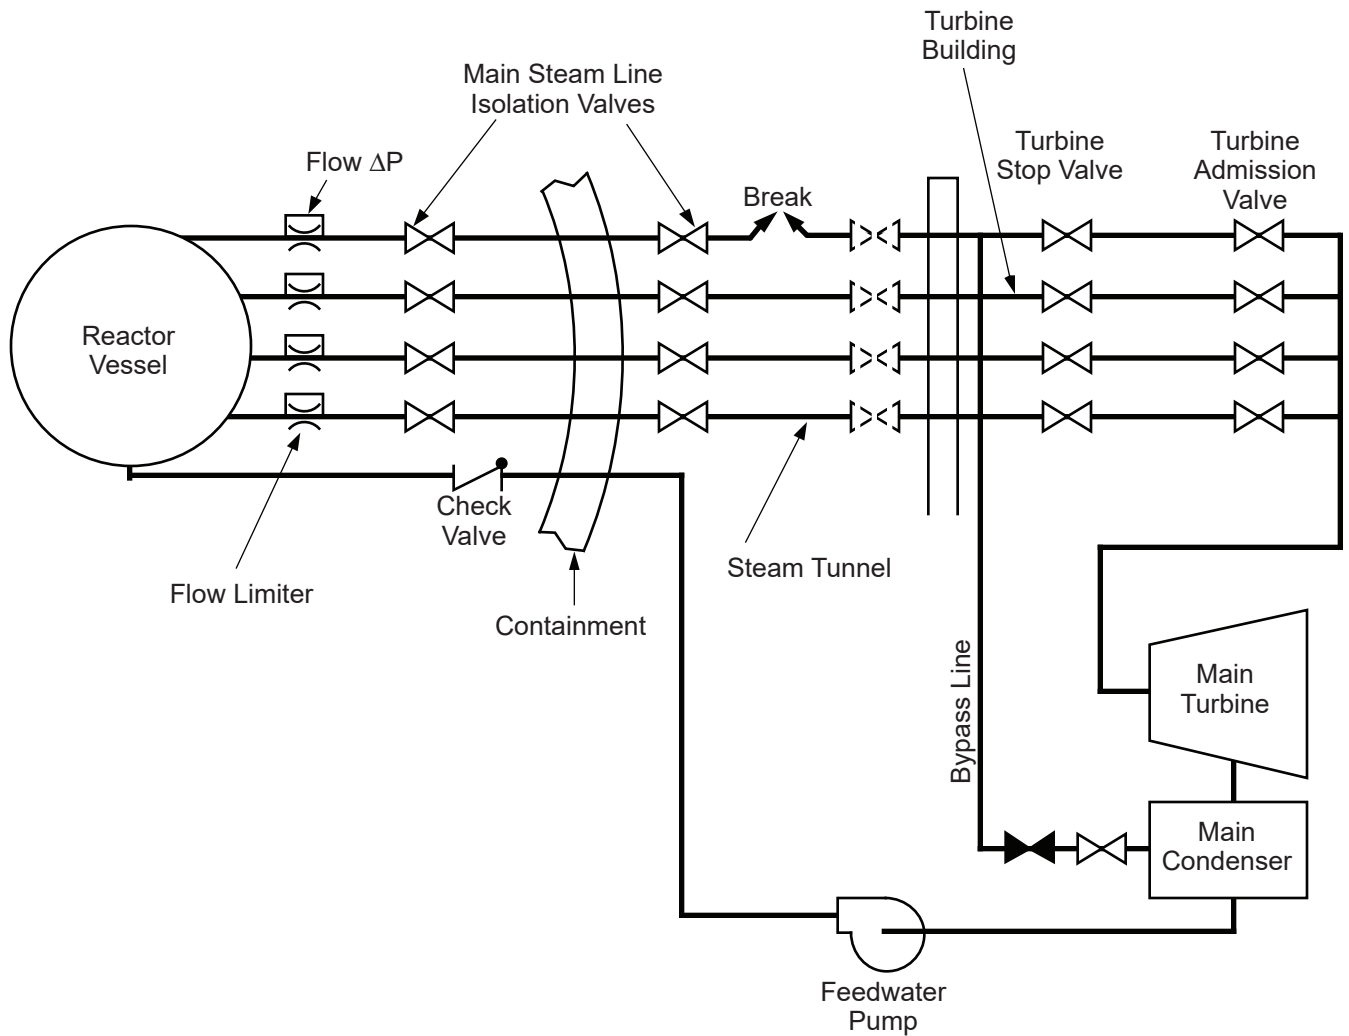 Turbine
Building
Main Steam Line
Isolation Valves
Flow ΔP
Turbine
Stop Valve
Turbine
Admission
Valve
Break
Reactor
Vessel
Check
Valve
Steam Tunnel
Flow Limiter
Containment
Bypass Line
Main
Turbine
Main
Condenser
Feedwater
Pump